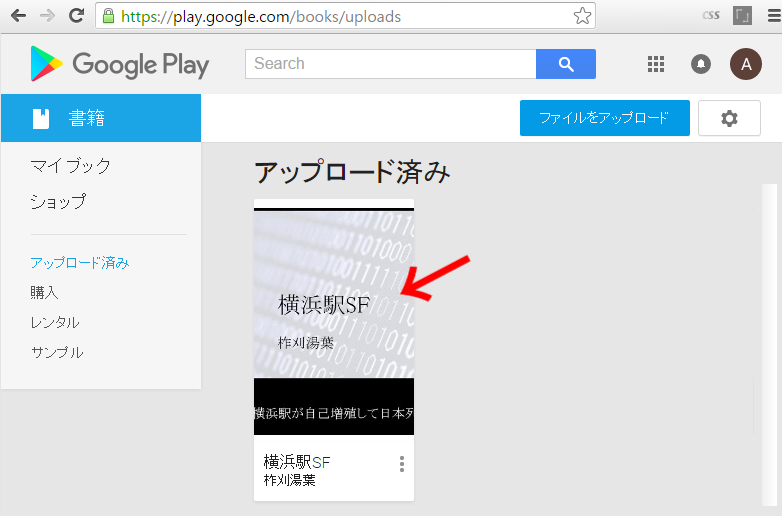 https://play.google.com/books/uploads
CSS
Google Play
Search
A
書籍
ファイルをアップロード
マイブック
ショップ
アップロード済み
購入
レンタル
サンプル
アップロード済み
横浜駅SF
柞刈湯葉
横浜駅が自己増殖して日本列
横浜駅SF
柞刈湯葉